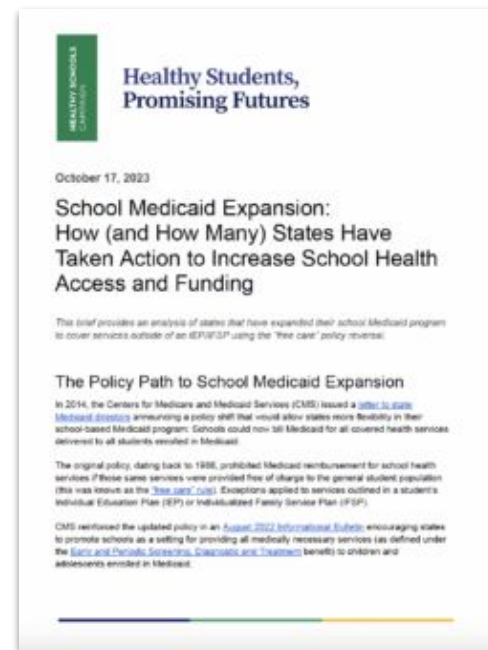 HEALTHY SCHOOLS
CAMPAIGN
Healthy Students,
Promising Futures
October 17, 2023
School Medicaid Expansion:
How (and How Many) States Have
Taken Action to Increase School Health
Access and Funding
This brief provides an analysis of states that have expanded their school Medicaid program
to cover services outside of an IEP/IFSP using the "free care" policy reversal.
The Policy Path to School Medicaid Expansion
In 2014, the Centers for Medicare and Medicaid Services (CMS) issued a letter to state
Medicaid directors announcing a policy shift that would allow states more flexibility in their
school-based Medicaid program: Schools could now bill Medicaid for all covered health services
delivered to all students enrolled in Medicaid.
The original policy, dating back to 1988, prohibited Medicaid reimbursement for school health
services if those same services were provided free of charge to the general student population
(this was known as the "free care" rule). Exceptions applied to services outlined in a student's
Individual Education Plan (IEP) or Individualized Family Service Plan (IFSP).
CMS reinforced the updated policy in an August 2022 Informational Bulletin encouraging states
to promote schools as a setting for providing all medically necessary services (as defined under
the Early and Periodic Screening, Diagnostic and Treatment benefit) to children and
adolescents enrolled in Medicaid.